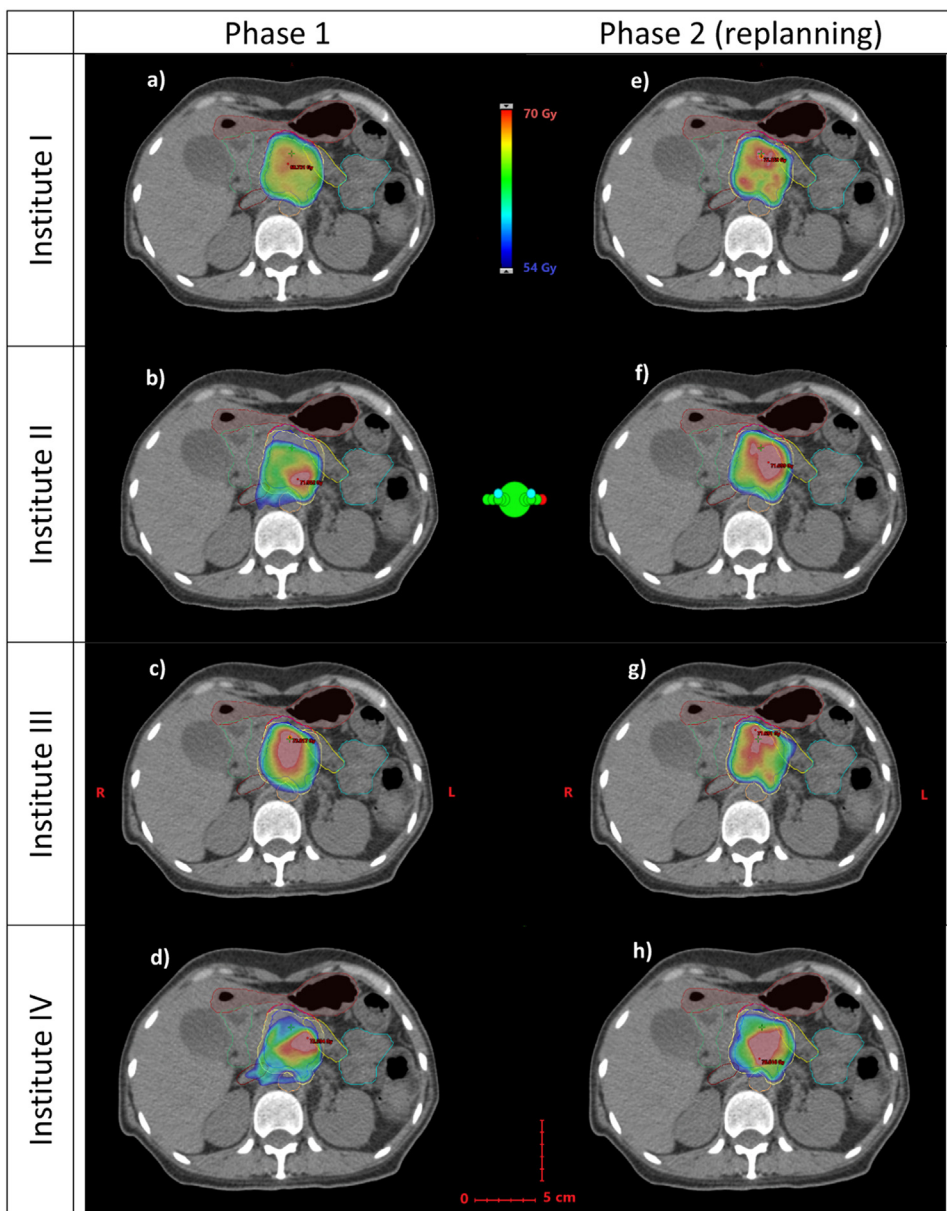 Phase 1
Phase 2 (replanning)
Institute I
a)
70 Gy
54 Gy
e)
Institute II
b)
f)
Institute III
c)
R
L
g)
R
L
Institute IV
d)
0
5 cm
h)